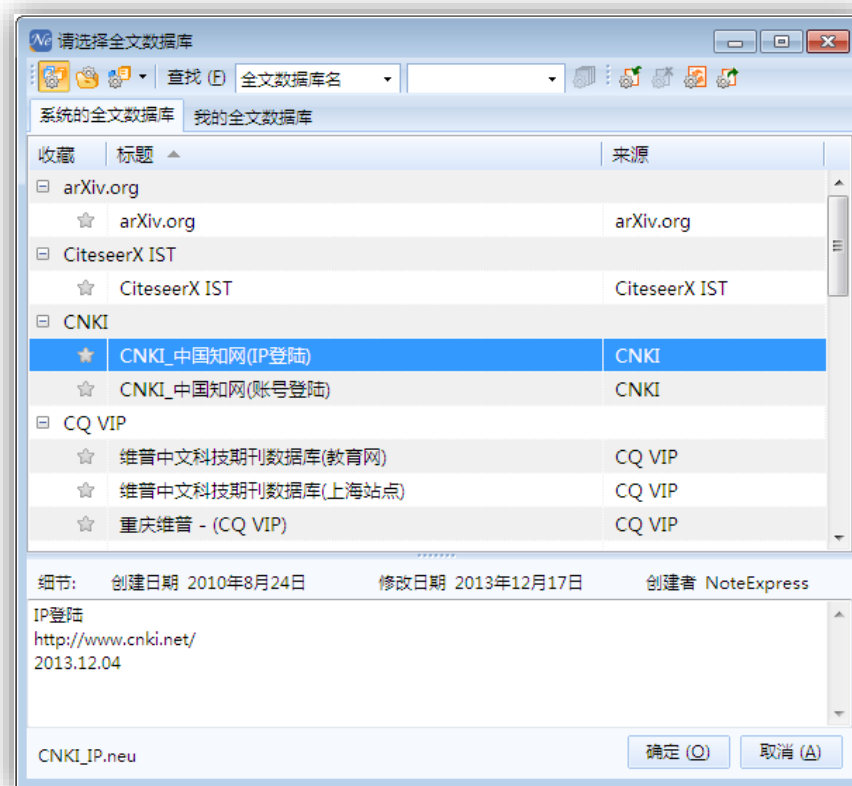 Ne 请选择全文数据库
查找 (F) 全文数据库名
系统的全文数据库 我的全文数据库
收藏 标题 来源
arXiv.org
arXiv.org arXiv.org
CiteseerX IST
CiteseerX IST CiteseerX IST
CNKI
CNKI_中国知网(IP登陆) CNKI
CNKI_中国知网(账号登陆) CNKI
CQ VIP
维普中文科技期刊数据库(教育网) CQ VIP
维普中文科技期刊数据库(上海站点) CQ VIP
重庆维普 - (CQ VIP) CQ VIP
细节: 创建日期 2010年8月24日 修改日期 2013年12月17日 创建者 NoteExpress
IP登陆
http://www.cnki.net/
2013.12.04
CNKI_IP.neu 确定 (O) 取消 (A)